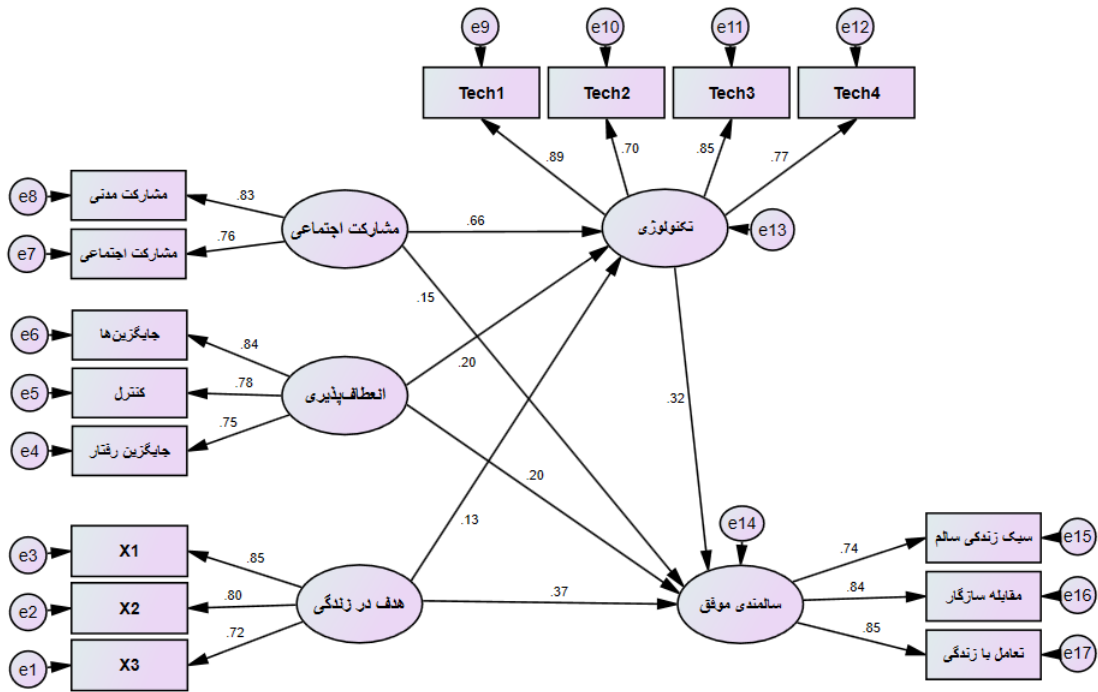 e9
e10
e11
e12
Tech1
Tech2
Tech3
Tech4
.89
.70
.85
.77
e8
مشارکت مدنی
.83
مشارکت اجتماعی
.66
تکنولوژی
e13
e7
مشارکت اجتماعی
.76
.15
e6
جایگزین‌ها
.84
.20
e5
کنترل
.78
انعطاف‌پذیری
.32
e4
جایگزین رفتار
.75
.20
.13
e14
e3
X1
.85
سبک زندگی سالم
e15
.74
e2
X2
.80
هدف در زندگی
.37
سالمندی موفق
.84
مقابله سازگار
e16
e1
X3
.72
.85
تعامل با زندگی
e17